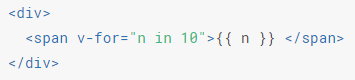 <div>
  <span v-for="n in 10">{{ n }} </span>
</div>